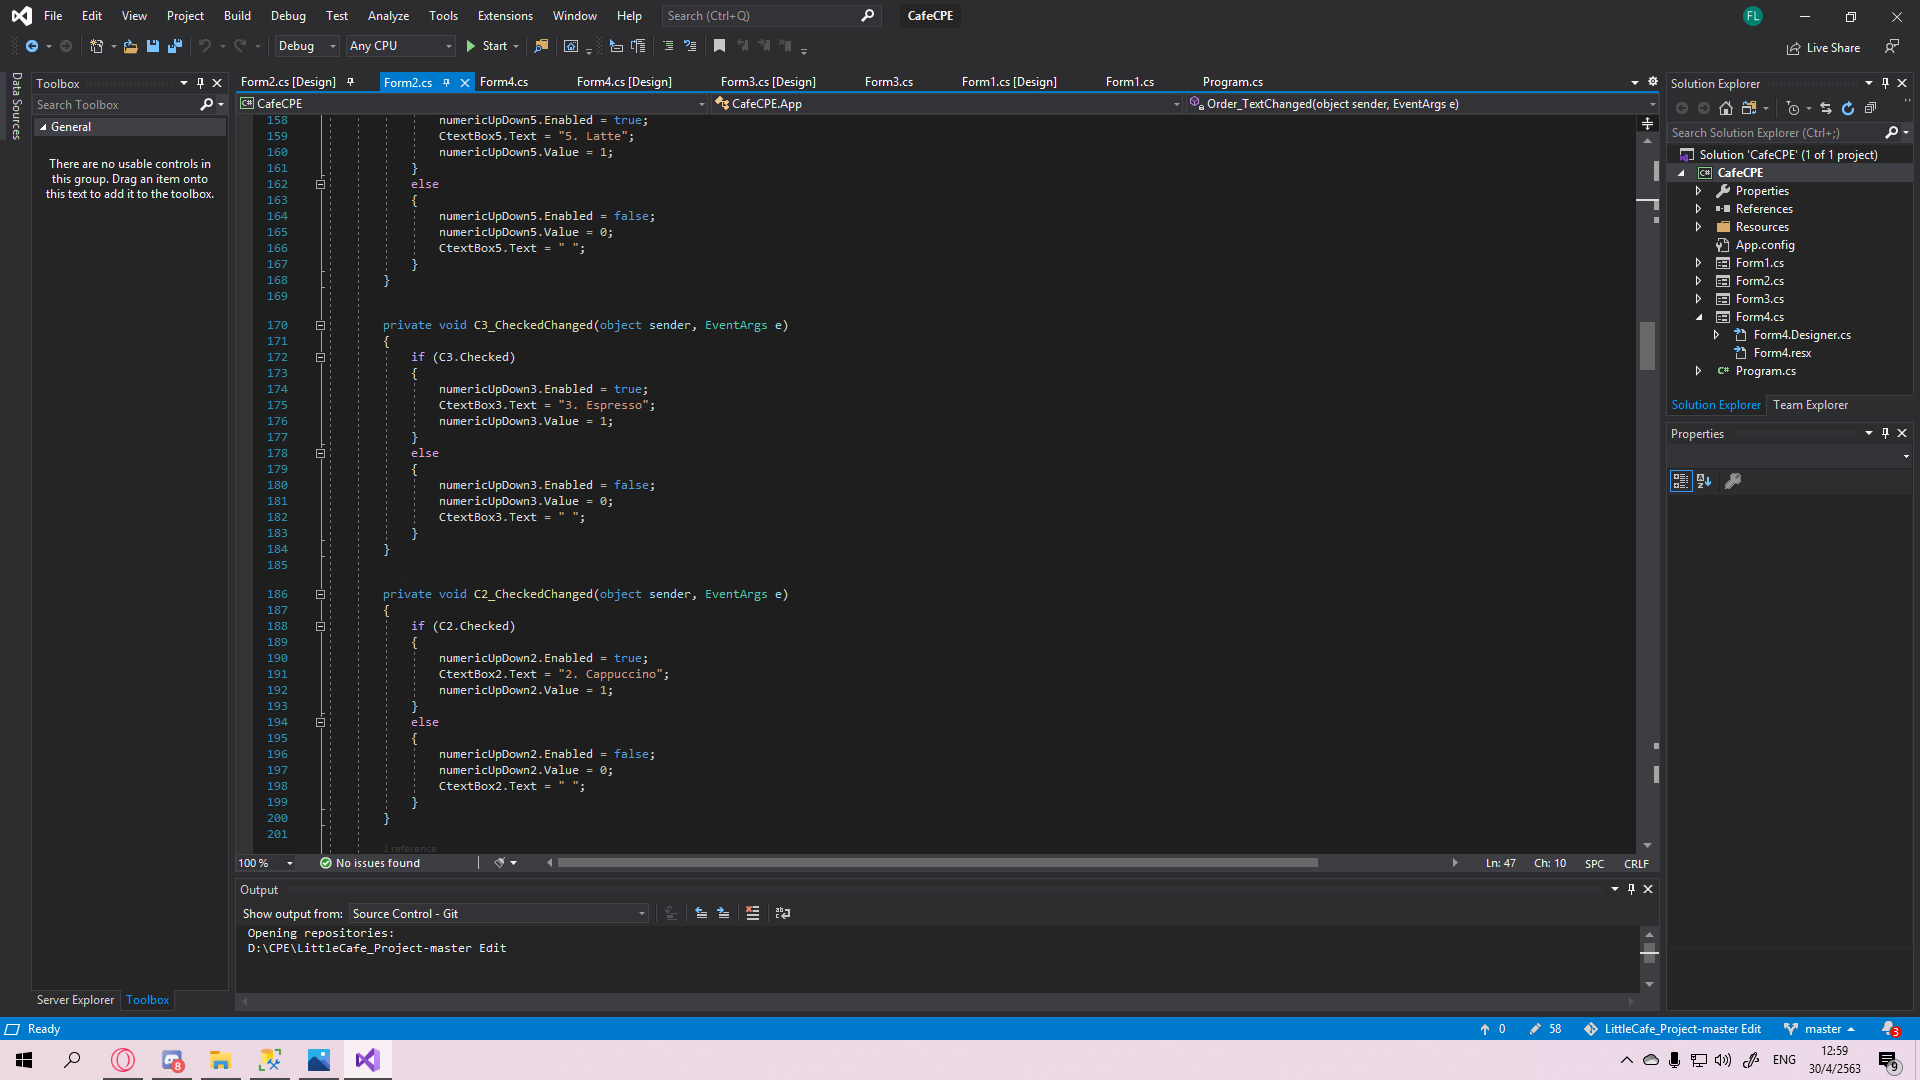 File Edit View Project Build Debug Test Analyze Tools Extensions Window Help Search (Ctrl+Q) CafeCPE FL
Debug Any CPU Start Live Share
Data Sources
Toolbox
Search Toolbox
General
There are no usable controls in
this group. Drag an item onto
this text to add it to the toolbox.
Server Explorer Toolbox
Form2.cs [Design] Form2.cs Form4.cs Form4.cs [Design] Form3.cs [Design] Form3.cs Form1.cs [Design] Form1.cs Program.cs
C# CafeCPE CafeCPE.App Order_TextChanged(object sender, EventArgs e)
158 numericUpDown5.Enabled = true;
159 CtextBox5.Text = "5. Latte";
160 numericUpDown5.Value = 1;
161 }
162 else
163 {
164 numericUpDown5.Enabled = false;
165 numericUpDown5.Value = 0;
166 CtextBox5.Text = " ";
167 }
168 }
169
170 private void C3_CheckedChanged(object sender, EventArgs e)
171 {
172 if (C3.Checked)
173 {
174 numericUpDown3.Enabled = true;
175 CtextBox3.Text = "3. Espresso";
176 numericUpDown3.Value = 1;
177 }
178 else
179 {
180 numericUpDown3.Enabled = false;
181 numericUpDown3.Value = 0;
182 CtextBox3.Text = " ";
183 }
184 }
185
186 private void C2_CheckedChanged(object sender, EventArgs e)
187 {
188 if (C2.Checked)
189 {
190 numericUpDown2.Enabled = true;
191 CtextBox2.Text = "2. Cappuccino";
192 numericUpDown2.Value = 1;
193 }
194 else
195 {
196 numericUpDown2.Enabled = false;
197 numericUpDown2.Value = 0;
198 CtextBox2.Text = " ";
199 }
200 }
201
1 reference
100 % No issues found Ln: 47 Ch: 10 SPC CRLF
Output
Show output from: Source Control - Git
Opening repositories:
D:\CPE\LittleCafe_Project-master Edit
Solution Explorer
Search Solution Explorer (Ctrl+;)
Solution 'CafeCPE' (1 of 1 project)
C# CafeCPE
Properties
References
Resources
App.config
Form1.cs
Form2.cs
Form3.cs
Form4.cs
Form4.Designer.cs
Form4.resx
C# Program.cs
Solution Explorer Team Explorer
Properties
Ready 0 58 LittleCafe_Project-master Edit master 3
8 ENG 12:59
30/4/2563 9